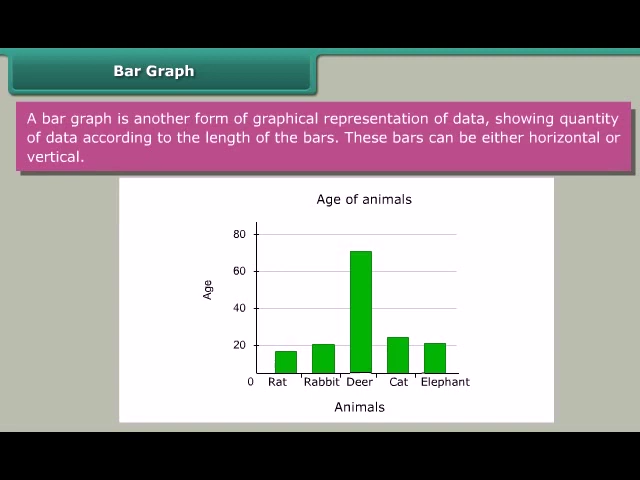 Bar Graph
A bar graph is another form of graphical representation of data, showing quantity
of data according to the length of the bars. These bars can be either horizontal or
vertical.
Age of animals
80
60
40
20
0
Age
Rat Rabbit Deer Cat Elephant
Animals